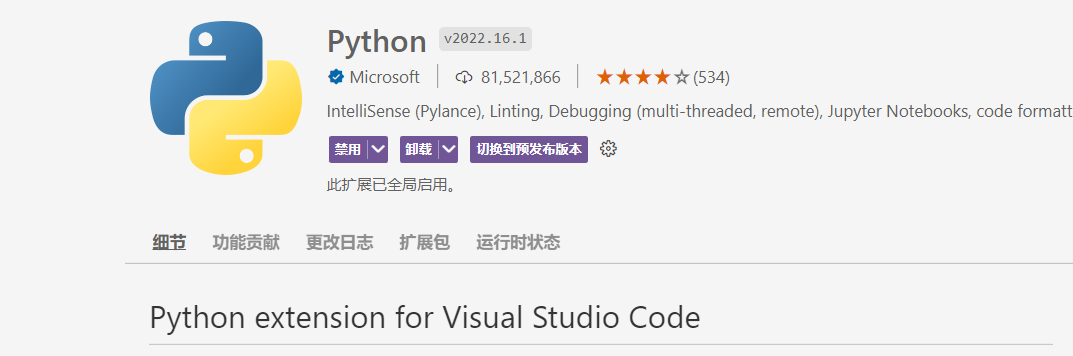 Python v2022.16.1
Microsoft 81,521,866 (534)
IntelliSense (Pylance), Linting, Debugging (multi-threaded, remote), Jupyter Notebooks, code formatt
禁用 卸载 切换到预发布版本
此扩展已全局启用。
细节 功能贡献 更改日志 扩展包 运行时状态
Python extension for Visual Studio Code